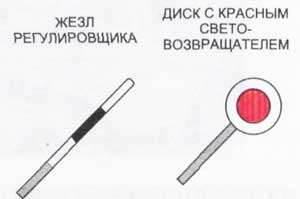 ЖЕЗЛ
РЕГУЛИРОВЩИКА
ДИСК С КРАСНЫМ
СВЕТО-
ВОЗВРАЩАТЕЛЕМ